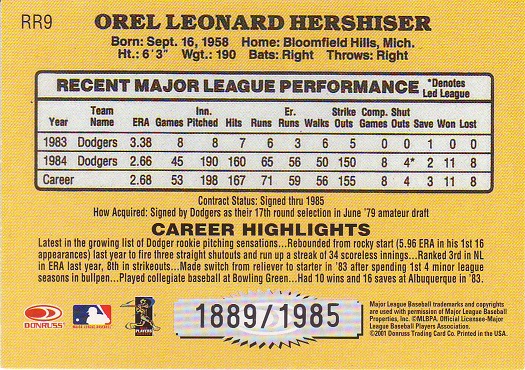 RR9
OREL LEONARD HERSHISER
Born: Sept. 16, 1958 Home: Bloomfield Hills, Mich.
Ht.: 6'3" Wgt.: 190 Bats: Right Throws: Right
RECENT MAJOR LEAGUE PERFORMANCE *Denotes Led League
Year Team Name ERA Games Inn. Pitched Hits Runs Er. Runs Walks Strike Outs Comp. Games Shut Outs Save Won Lost
1983 Dodgers 3.38 8 8 7 6 3 6 5 0 0 1 0 0
1984 Dodgers 2.66 45 190 160 65 56 50 150 8 4* 2 11 8
Career 2.68 53 198 167 71 59 56 155 8 4 3 11 8
Contract Status: Signed thru 1985
How Acquired: Signed by Dodgers as their 17th round selection in June '79 amateur draft
CAREER HIGHLIGHTS
Latest in the growing list of Dodger rookie pitching sensations...Rebounded from rocky start (5.96 ERA in his 1st 16
appearances) last year to fire three straight shutouts and run up a streak of 34 scoreless innings...Ranked 3rd in NL
in ERA last year, 8th in strikeouts...Made switch from reliever to starter in '83 after spending 1st 4 minor league
seasons in bullpen...Played collegiate baseball at Bowling Green...Had 10 wins and 16 saves at Albuquerque in '83.
DONRUSS
MAJOR LEAGUE BASEBALL
PLAYERS
1889/1985
Major League Baseball trademarks and copyrights
are used with permission of Major League Baseball
Properties, Inc. ©MLBPA. Official Licensee-Major
League Baseball Players Association.
©2001 Donruss Trading Card Co. Printed in the USA.